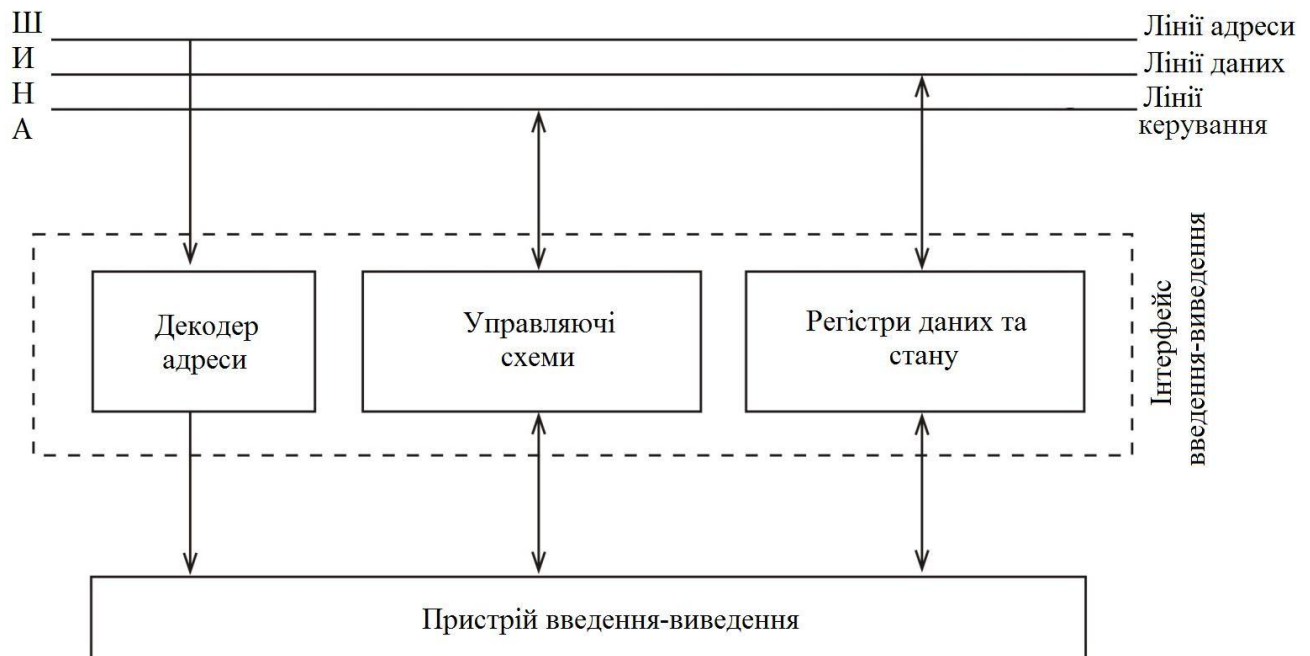 Ш
И
Н
А
Лінії адреси
Лінії даних
Лінії
керування
Декодер
адреси
Управляючі
схеми
Регістри даних та
стану
Інтерфейс
введення-виведення
Пристрій введення-виведення